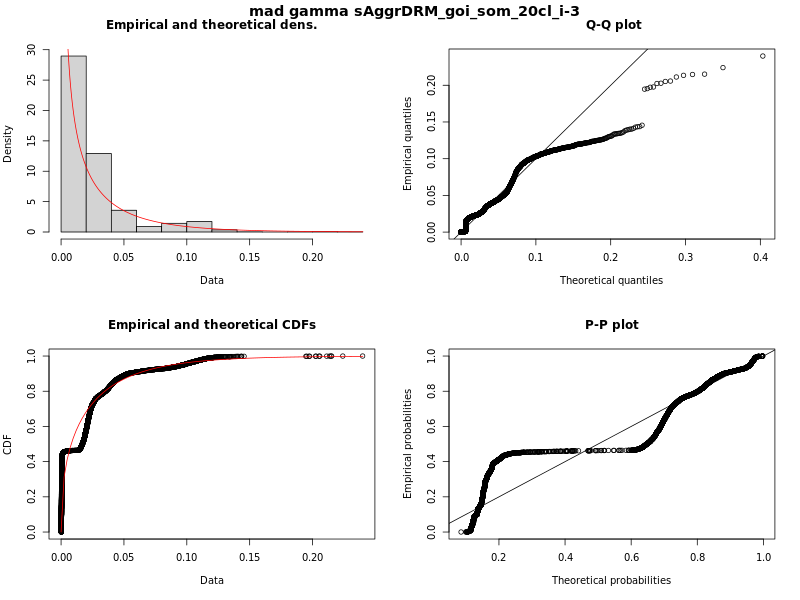 mad gamma sAggrDRM_goi_som_20cl_i-3
Empirical and theoretical dens.
Density
0 5 10 15 20 25 30
0.00 0.05 0.10 0.15 0.20
Data
Q-Q plot
Empirical quantiles
0.00 0.05 0.10 0.15 0.20
0.0 0.1 0.2 0.3 0.4
Theoretical quantiles
Empirical and theoretical CDFs
CDF
0.0 0.2 0.4 0.6 0.8 1.0
0.00 0.05 0.10 0.15 0.20
Data
P-P plot
Empirical probabilities
0.0 0.2 0.4 0.6 0.8 1.0
0.2 0.4 0.6 0.8 1.0
Theoretical probabilities